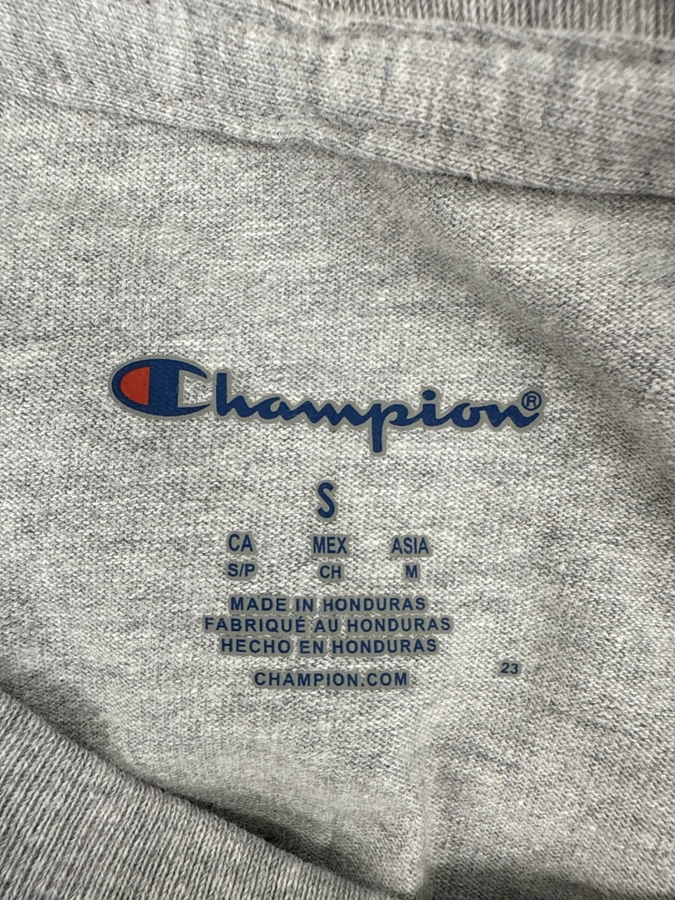 Champion®
S
CA MEX ASIA
S/P CH M
MADE IN HONDURAS
FABRIQUÉ AU HONDURAS
HECHO EN HONDURAS
23
CHAMPION.COM